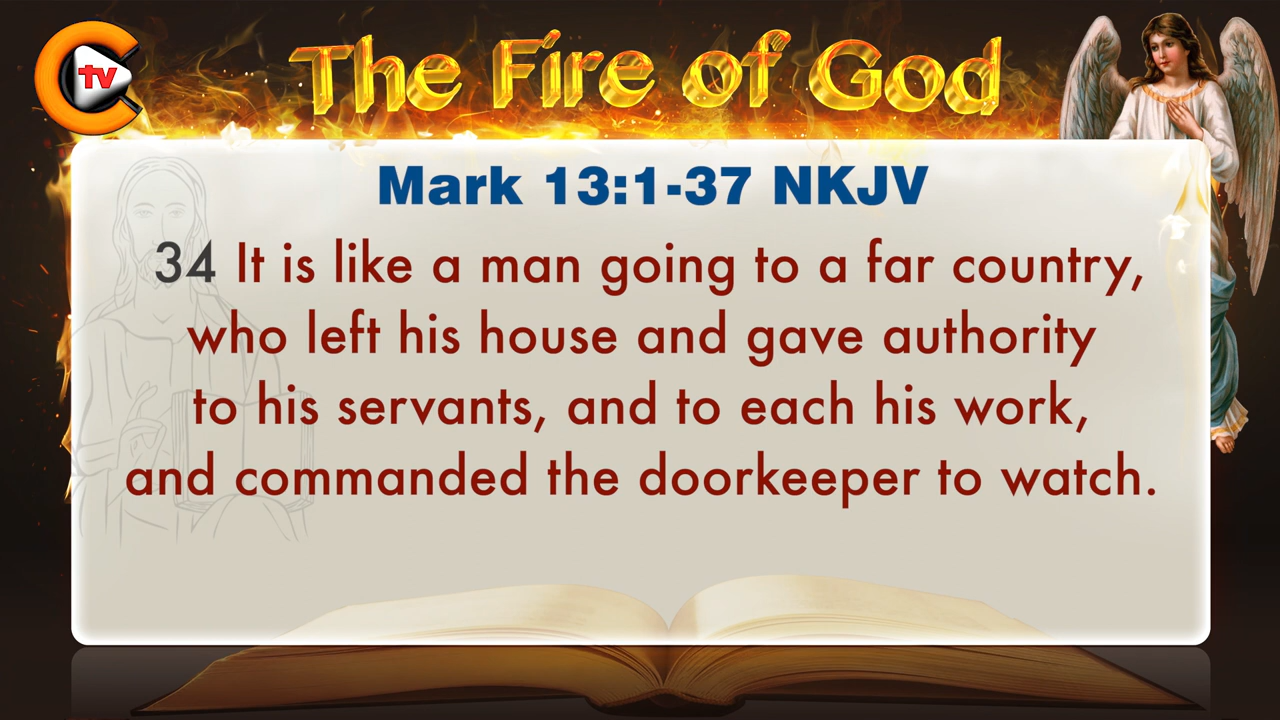 tv
The Fire of God
Mark 13:1-37 NKJV
34 It is like a man going to a far country,
who left his house and gave authority
to his servants, and to each his work,
and commanded the doorkeeper to watch.